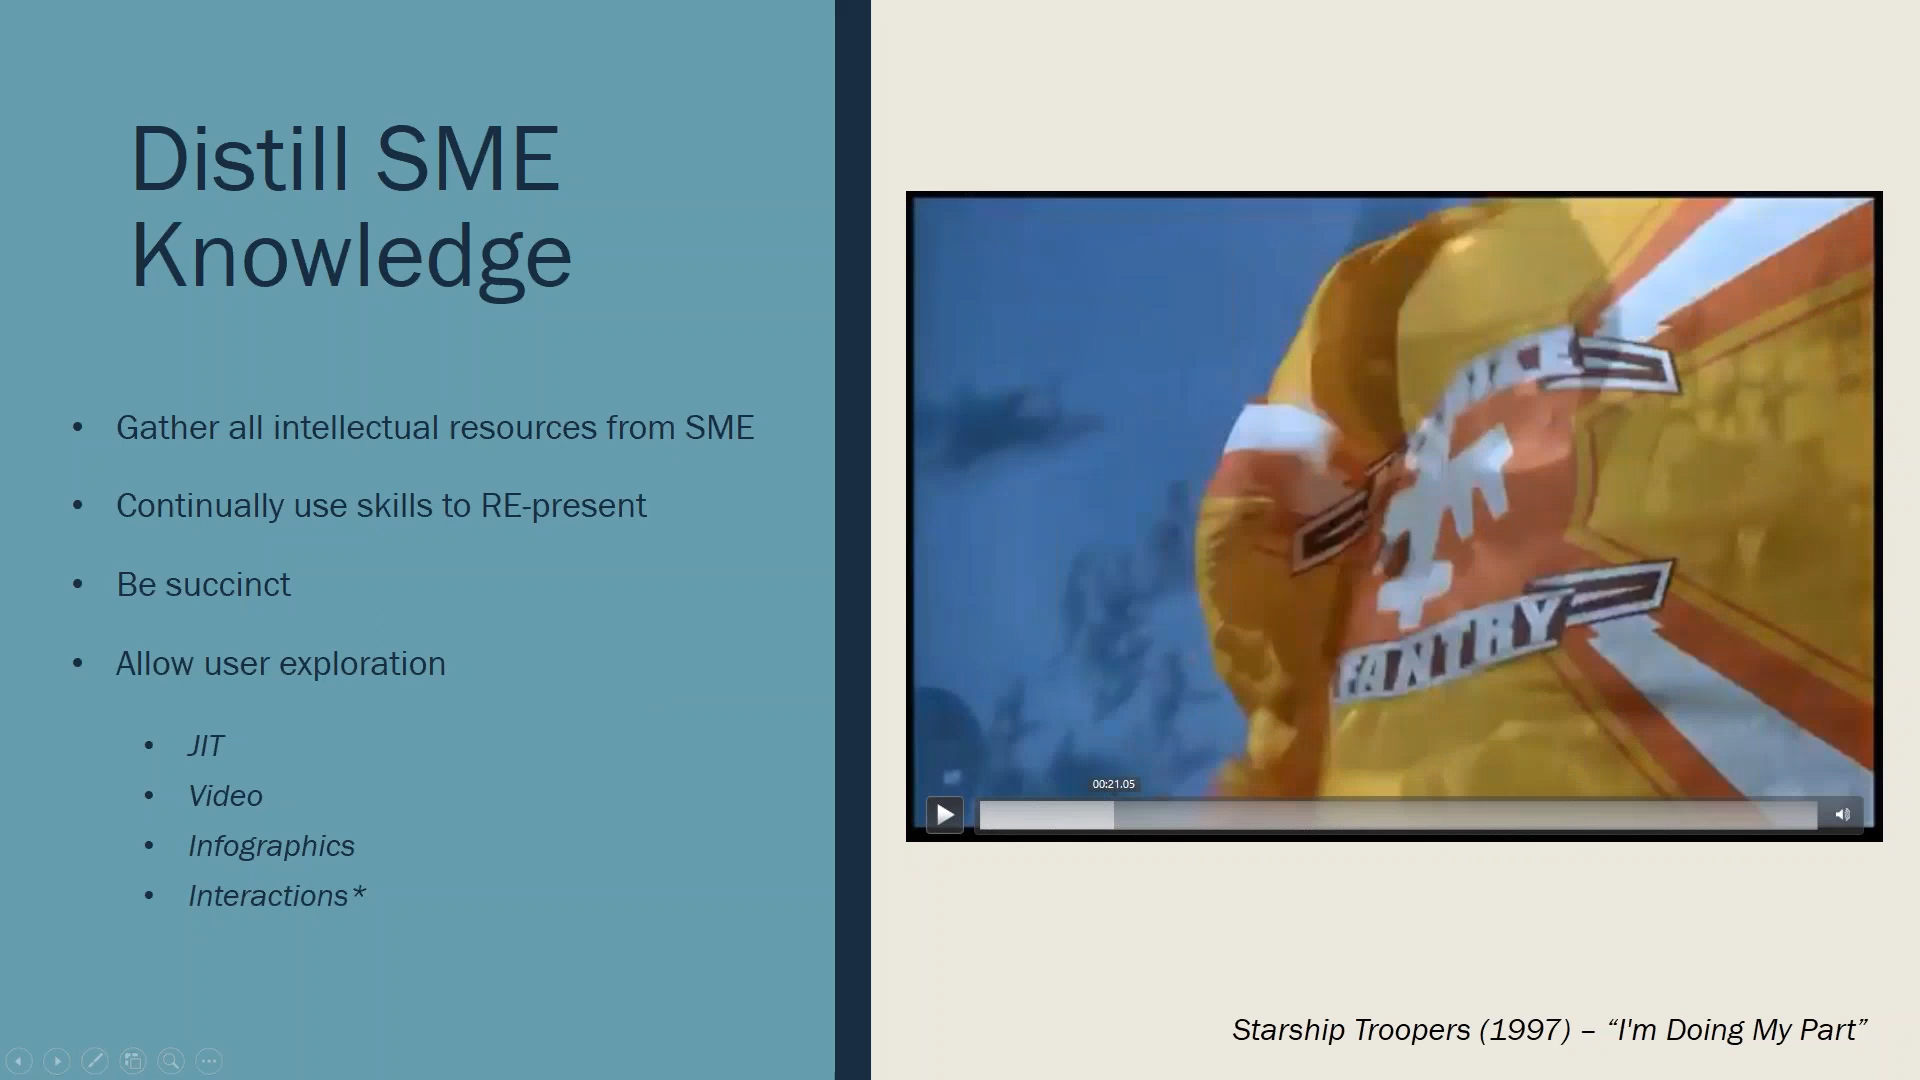 Distill SME
Knowledge
• Gather all intellectual resources from SME
• Continually use skills to RE-present
• Be succinct
• Allow user exploration
• JIT
• Video
• Infographics
• Interactions*
FANTRY
00:21.05
Starship Troopers (1997) – “I'm Doing My Part”